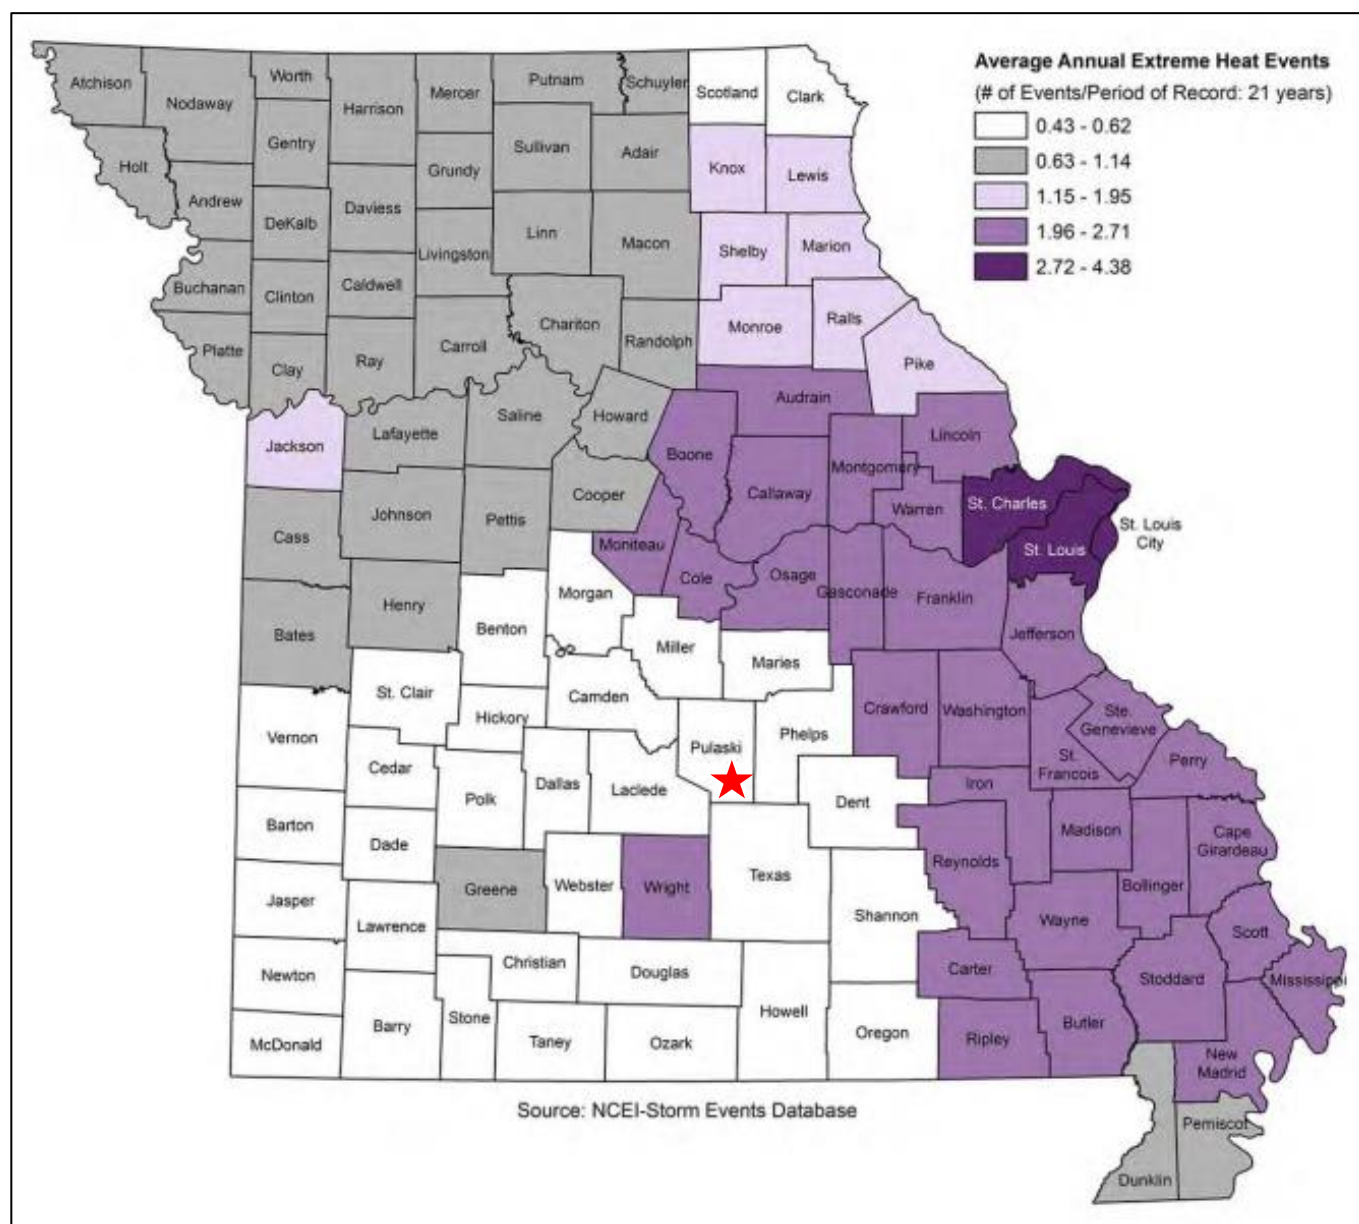 Average Annual Extreme Heat Events
(# of Events/Period of Record: 21 years)
0.43 - 0.62
0.63 - 1.14
1.15 - 1.95
1.96 - 2.71
2.72 - 4.38
Atchison
Nodaway
Worth
Harrison
Mercer
Putnam
Schuyler
Scotland
Clark
Holt
Gentry
Sullivan
Adair
Knox
Lewis
Grundy
Andrew
DeKalb
Daviess
Linn
Macon
Shelby
Marion
Livingston
Buchanan
Clinton
Caldwell
Chariton
Randolph
Monroe
Ralls
Platte
Clay
Ray
Carroll
Pike
Audrain
Saline
Howard
Lafayette
Lincoln
Jackson
Boone
Montgomery
Callaway
Cooper
Warren
St. Charles
Johnson
Pettis
St. Louis
City
Cass
Moniteau
St. Louis
Cole
Osage
Gasconade
Franklin
Morgan
Henry
Benton
Bates
Miller
Maries
Jefferson
St. Clair
Camden
Crawford
Washington
Ste.
Genevieve
Hickory
Vernon
Pulaski
Phelps
St.
Francois
Perry
Cedar
Dallas
Laclede
Iron
Polk
Dent
Barton
Dade
Madison
Cape
Girardeau
Greene
Webster
Wright
Texas
Reynolds
Bollinger
Jasper
Lawrence
Shannon
Wayne
Scott
Newton
Christian
Douglas
Carter
Stoddard
Mississippi
Barry
Stone
Howell
Butler
McDonald
Taney
Ozark
Oregon
Ripley
New
Madrid
Source: NCEI-Storm Events Database
Pemiscot
Dunklin